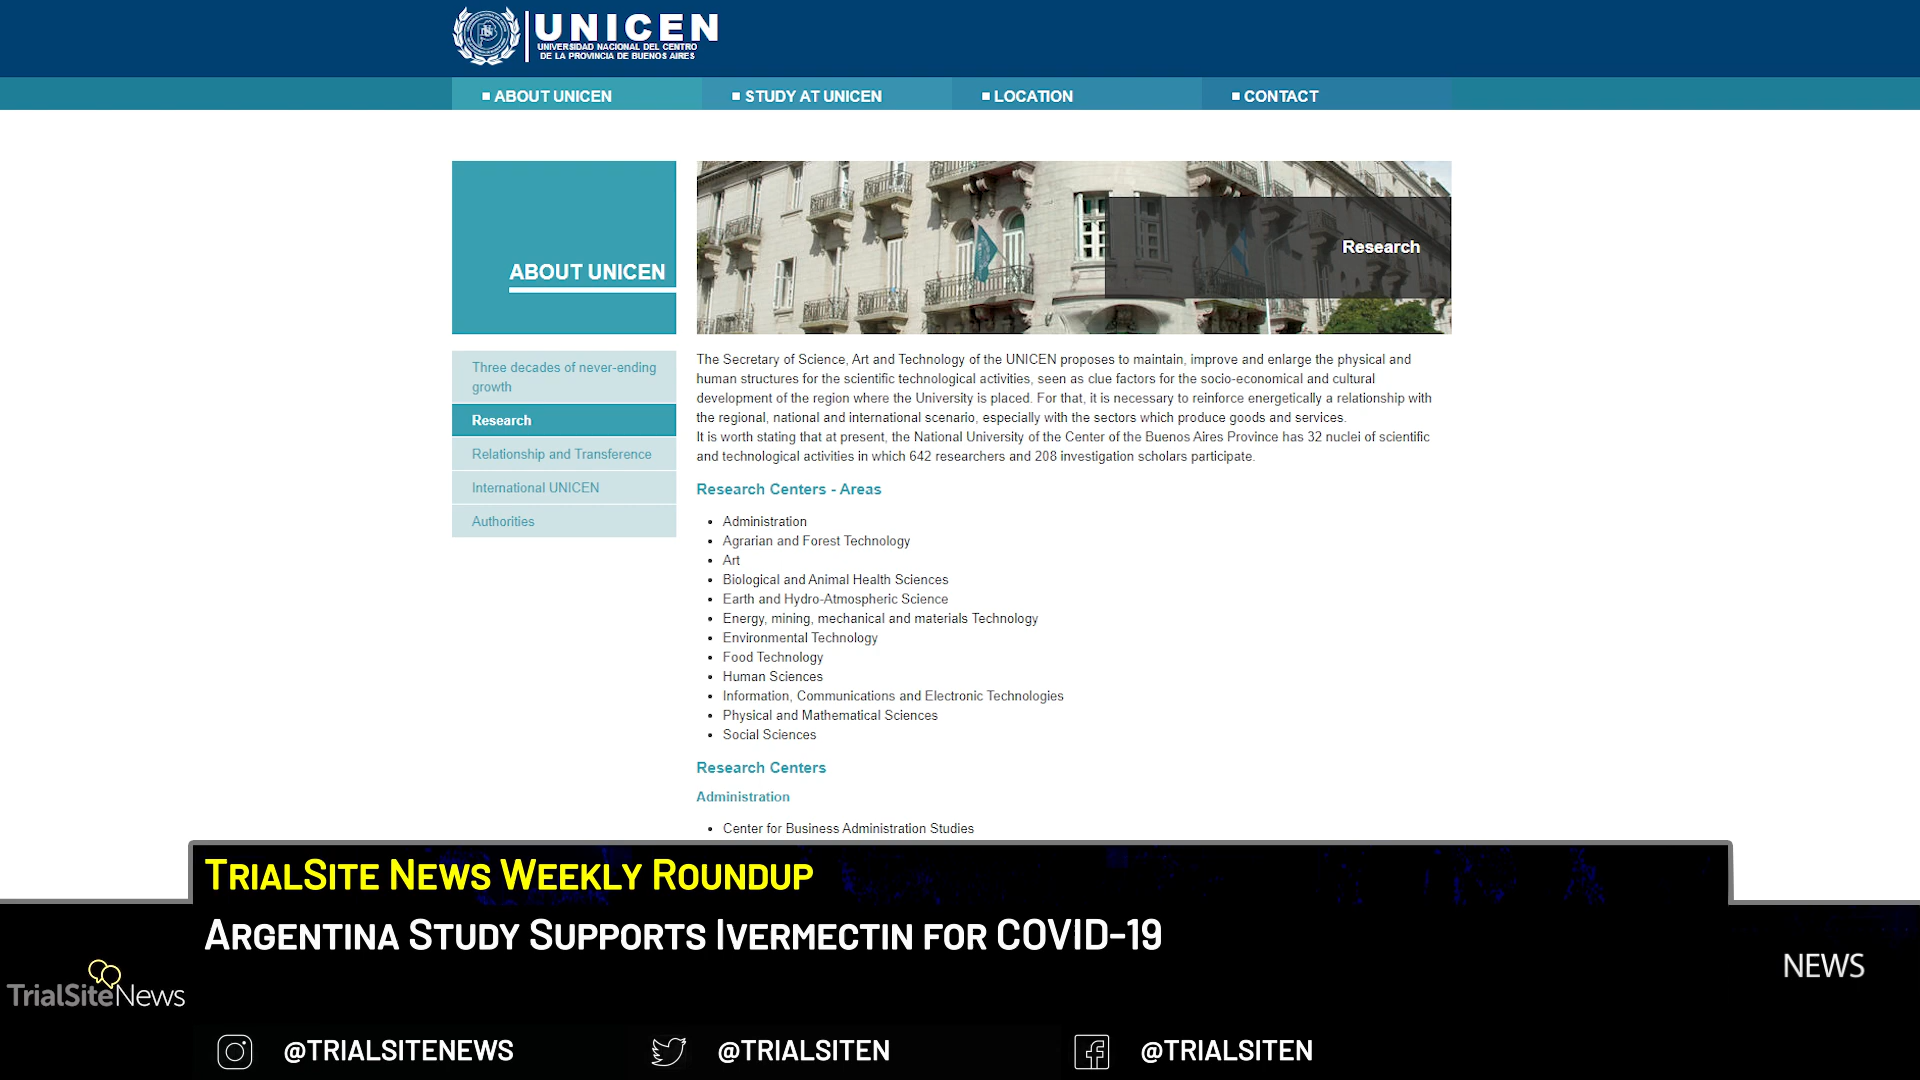 UNICEN
UNIVERSIDAD NACIONAL DEL CENTRO
DE LA PROVINCIA DE BUENOS AIRES
ABOUT UNICEN
STUDY AT UNICEN
LOCATION
CONTACT
ABOUT UNICEN
Research
Three decades of never-ending
growth
Research
Relationship and Transference
International UNICEN
Authorities
The Secretary of Science, Art and Technology of the UNICEN proposes to maintain, improve and enlarge the physical and
human structures for the scientific technological activities, seen as clue factors for the socio-economical and cultural
development of the region where the University is placed. For that, it is necessary to reinforce energetically a relationship with
the regional, national and international scenario, especially with the sectors which produce goods and services.
It is worth stating that at present, the National University of the Center of the Buenos Aires Province has 32 nuclei of scientific
and technological activities in which 642 researchers and 208 investigation scholars participate.
Research Centers - Areas
Administration
Agrarian and Forest Technology
Art
Biological and Animal Health Sciences
Earth and Hydro-Atmospheric Science
Energy, mining, mechanical and materials Technology
Environmental Technology
Food Technology
Human Sciences
Information, Communications and Electronic Technologies
Physical and Mathematical Sciences
Social Sciences
Research Centers
Administration
Center for Business Administration Studies
TrialSite News Weekly Roundup
Argentina Study Supports Ivermectin for COVID-19
TrialSiteNews
NEWS
@TRIALSITENEWS
@TRIALSITEN
@TRIALSITEN